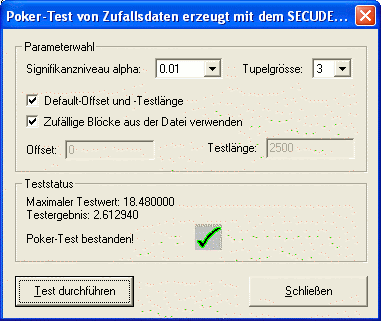 Poker-Test von Zufallsdaten erzeugt mit dem SECUDE...
Parameterwahl
Signifikanzniveau alpha: 0.01 Tupelgrösse: 3
Default-Offset und -Testlänge
Zufällige Blöcke aus der Datei verwenden
Offset: 0 Testlänge: 2500
Teststatus
Maximaler Testwert: 18.480000
Testergebnis: 2.612940
Poker-Test bestanden!
Test durchführen Schließen